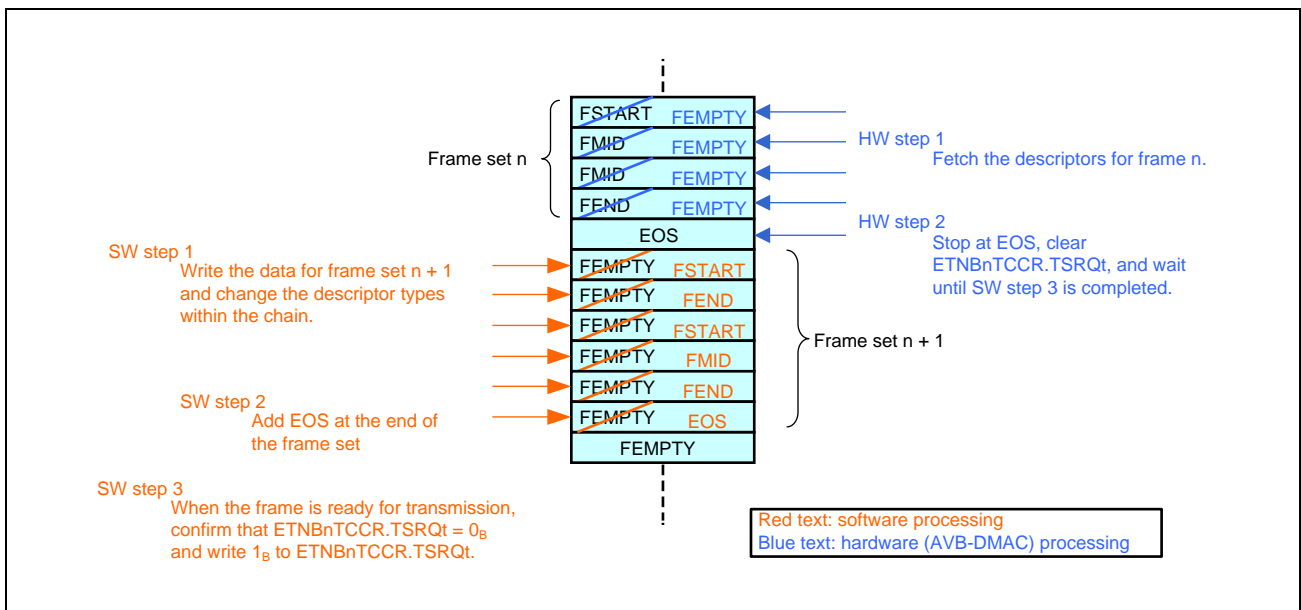 FSTART FEMPTY
FMID FEMPTY
FMID FEMPTY
FEND FEMPTY
EOS
FEMPTY FSTART
FEMPTY FEND
FEMPTY FSTART
FEMPTY FMID
FEMPTY FEND
FEMPTY EOS
FEMPTY
Frame set n
Frame set n + 1
HW step 1
Fetch the descriptors for frame n.
HW step 2
Stop at EOS, clear
ETNBnTCCR.TSRQt, and wait
until SW step 3 is completed.
SW step 1
Write the data for frame set n + 1
and change the descriptor types
within the chain.
SW step 2
Add EOS at the end of
the frame set
SW step 3
When the frame is ready for transmission,
confirm that ETNBnTCCR.TSRQt = 0B
and write 1B to ETNBnTCCR.TSRQt.
Red text: software processing
Blue text: hardware (AVB-DMAC) processing